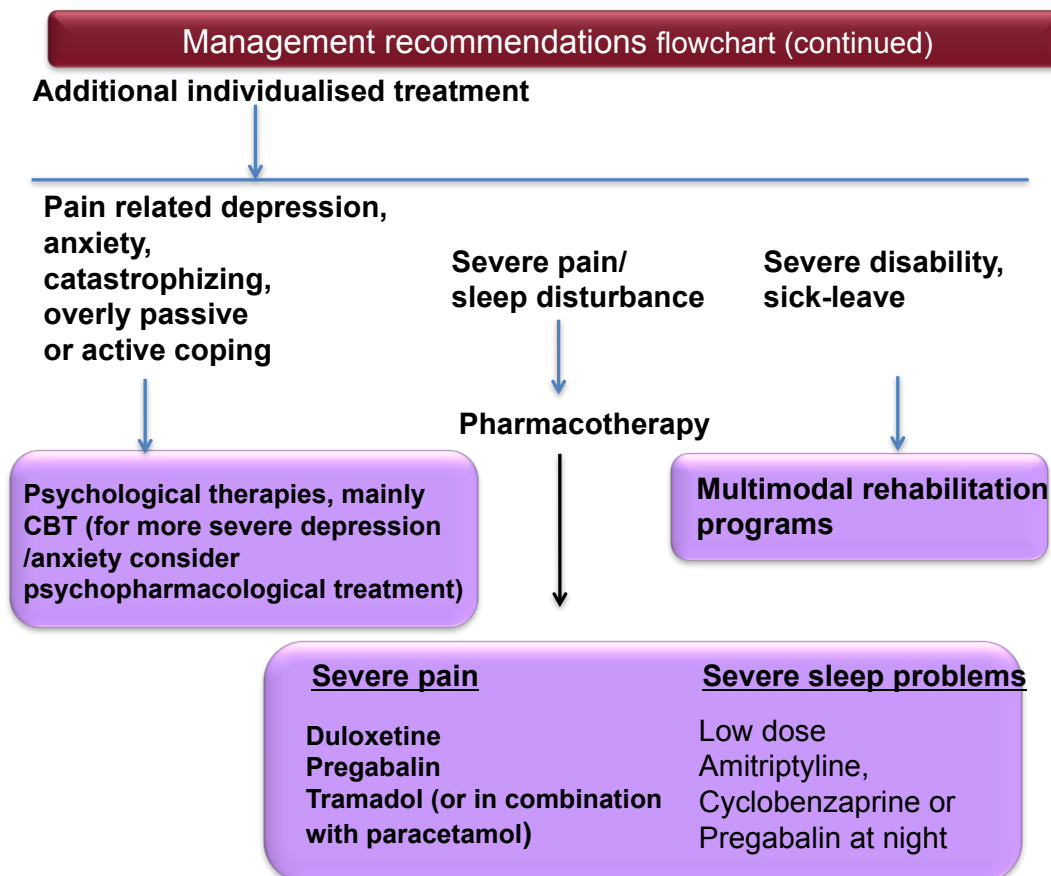 Management recommendations flowchart (continued)
Additional individualised treatment
Pain related depression,
anxiety,
catastrophizing,
overly passive
or active coping
Severe pain/
sleep disturbance
Severe disability,
sick-leave
Pharmacotherapy
Psychological therapies, mainly
CBT (for more severe depression
/anxiety consider
psychopharmacological treatment)
Multimodal rehabilitation
programs
Severe pain
Duloxetine
Pregabalin
Tramadol (or in combination
with paracetamol)
Severe sleep problems
Low dose
Amitriptyline,
Cyclobenzaprine or
Pregabalin at night